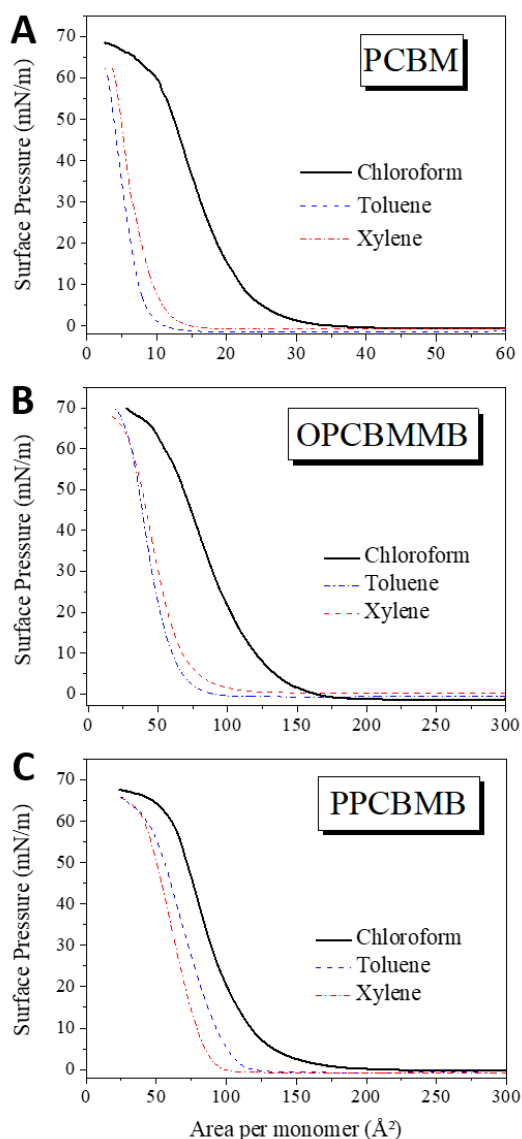 A
PCBM
Surface Pressure (mN/m)
70
60
50
40
30
20
10
0
Chloroform
Toluene
Xylene
0 10 20 30 40 50 60
B
OPCBMMB
Surface Pressure (mN/m)
70
60
50
40
30
20
10
0
Chloroform
Toluene
Xylene
0 50 100 150 200 250 300
C
PPCBMB
Surface Pressure (mN/m)
70
60
50
40
30
20
10
0
Chloroform
Toluene
Xylene
0 50 100 150 200 250 300
Area per monomer (Å²)